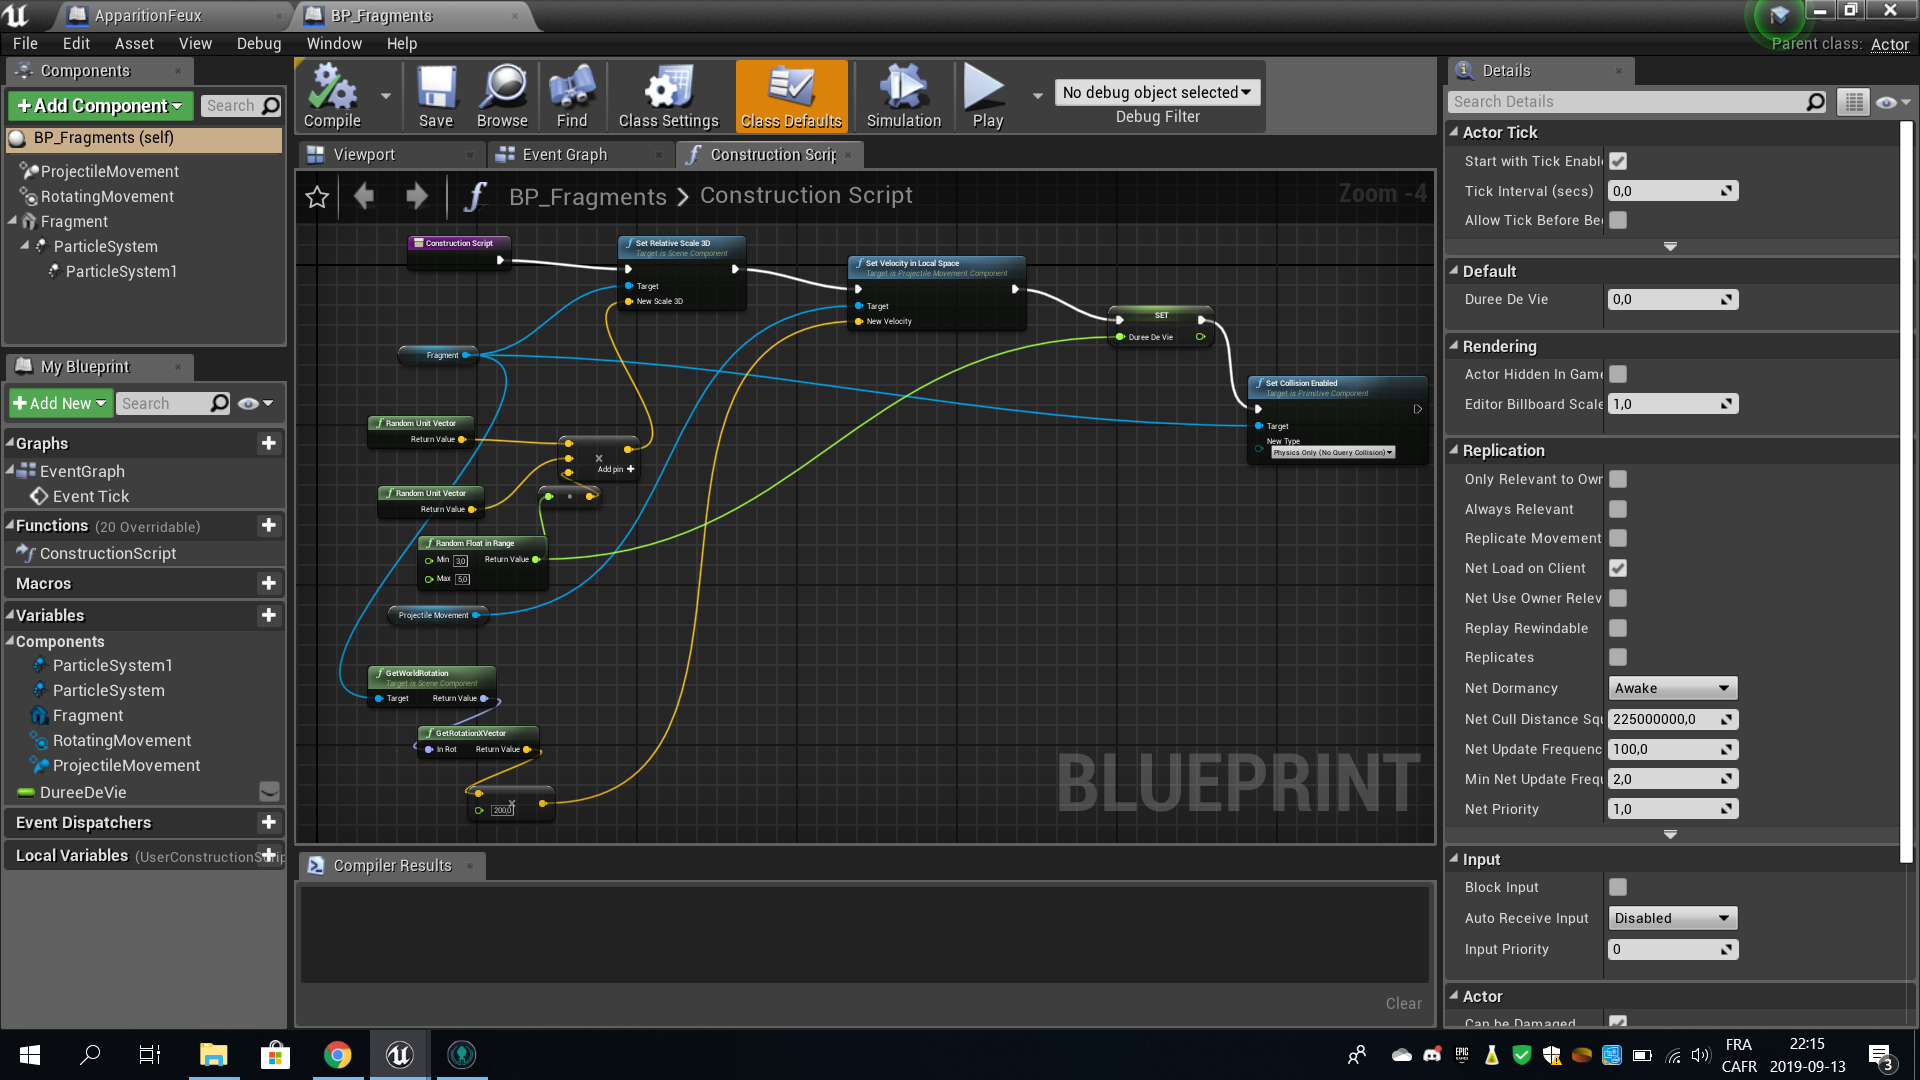 ApparitionFeux
BP_Fragments
File Edit Asset View Debug Window Help
Parent class: Actor
Components
Add Component
Search
BP_Fragments (self)
ProjectileMovement
RotatingMovement
Fragment
ParticleSystem
ParticleSystem1
My Blueprint
Add New
Search
Graphs
EventGraph
Event Tick
Functions (20 Overridable)
ConstructionScript
Macros
Variables
Components
ParticleSystem1
ParticleSystem
Fragment
RotatingMovement
ProjectileMovement
DureeDeVie
Event Dispatchers
Local Variables (UserConstructionScrip
Compile
Save
Browse
Find
Class Settings
Class Defaults
Simulation
Play
No debug object selected
Debug Filter
Viewport
Event Graph
Construction Scrip
BP_Fragments > Construction Script
Zoom -4
Construction Script
Set Relative Scale 3D
Target is Scene Component
Target
New Scale 3D
Set Velocity in Local Space
Target is Projectile Movement Component
Target
New Velocity
SET
Duree De Vie
Set Collision Enabled
Target is Primitive Component
Target
New Type
Physics Only (No Query Collision)
Fragment
Random Unit Vector
Return Value
Add pin +
Random Unit Vector
Return Value
Random Float in Range
Min 3,0 Return Value
Max 5,0
Projectile Movement
GetWorldRotation
Target is Scene Component
Target Return Value
GetRotationXVector
In Rot Return Value
200,0
BLUEPRINT
Compiler Results
Clear
Details
Search Details
Actor Tick
Start with Tick Enabl
Tick Interval (secs) 0,0
Allow Tick Before Be
Default
Duree De Vie 0,0
Rendering
Actor Hidden In Game
Editor Billboard Scale 1,0
Replication
Only Relevant to Own
Always Relevant
Replicate Movement
Net Load on Client
Net Use Owner Relev
Replay Rewindable
Replicates
Net Dormancy Awake
Net Cull Distance Squ 225000000,0
Net Update Frequenc 100,0
Min Net Update Frequ 2,0
Net Priority 1,0
Input
Block Input
Auto Receive Input Disabled
Input Priority 0
Actor
Can be Damaged
EPIC GAMES
FRA
CAFR
22:15
2019-09-13
3